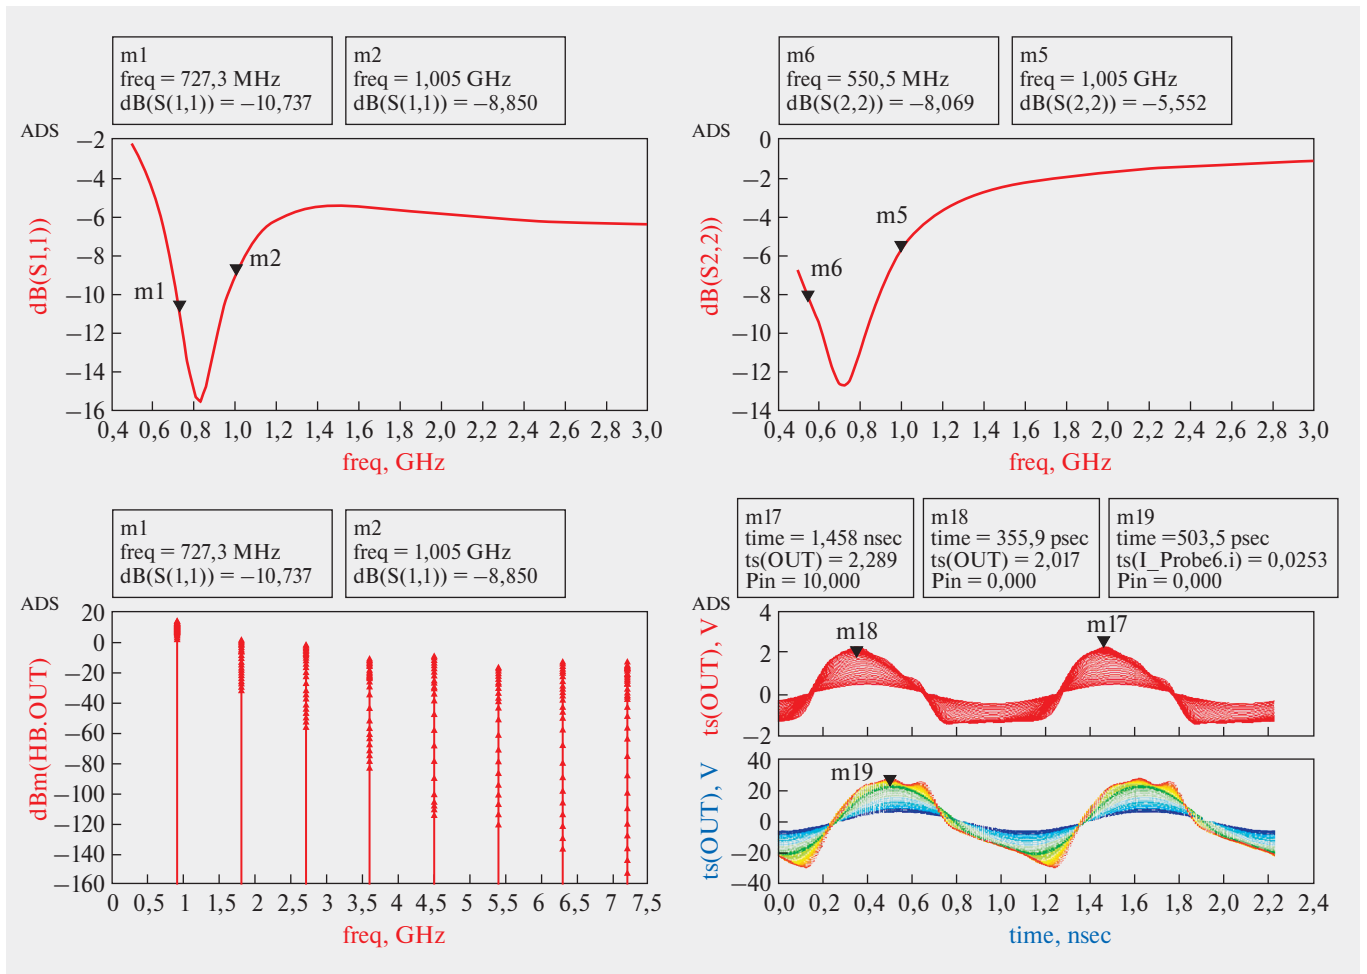 m1
freq = 727,3 MHz
dB(S(1,1)) = −10,737
m2
freq = 1,005 GHz
dB(S(1,1)) = −8,850
ADS
−2
−4
−6
−8
−10
−12
−14
−16
dB(S1,1))
m1
m2
0,4 0,6 0,8 1,0 1,2 1,4 1,6 1,8 2,0 2,2 2,4 2,6 2,8 3,0
freq, GHz
m6
freq = 550,5 MHz
dB(S(2,2)) = −8,069
m5
freq = 1,005 GHz
dB(S(2,2)) = −5,552
ADS
0
−2
−4
−6
−8
−10
−12
−14
dB(S2,2))
m6
m5
0,4 0,6 0,8 1,0 1,2 1,4 1,6 1,8 2,0 2,2 2,4 2,6 2,8 3,0
freq, GHz
m1
freq = 727,3 MHz
dB(S(1,1)) = −10,737
m2
freq = 1,005 GHz
dB(S(1,1)) = −8,850
ADS
20
0
−20
−40
−60
−80
−100
−120
−140
−160
dBm(HB.OUT)
0 0,5 1 1,5 2 2,5 3 3,5 4 4,5 5 5,5 6 6,5 7 7,5
freq, GHz
m17
time = 1,458 nsec
ts(OUT) = 2,289
Pin = 10,000
m18
time = 355,9 psec
ts(OUT) = 2,017
Pin = 0,000
m19
time =503,5 psec
ts(I_Probe6.i) = 0,0253
Pin = 0,000
ADS
4
2
0
−2
ts(OUT), V
m18
m17
40
20
0
−20
−40
ts(OUT), V
m19
0,0 0,2 0,4 0,6 0,8 1,0 1,2 1,4 1,6 1,8 2,0 2,2 2,4
time, nsec